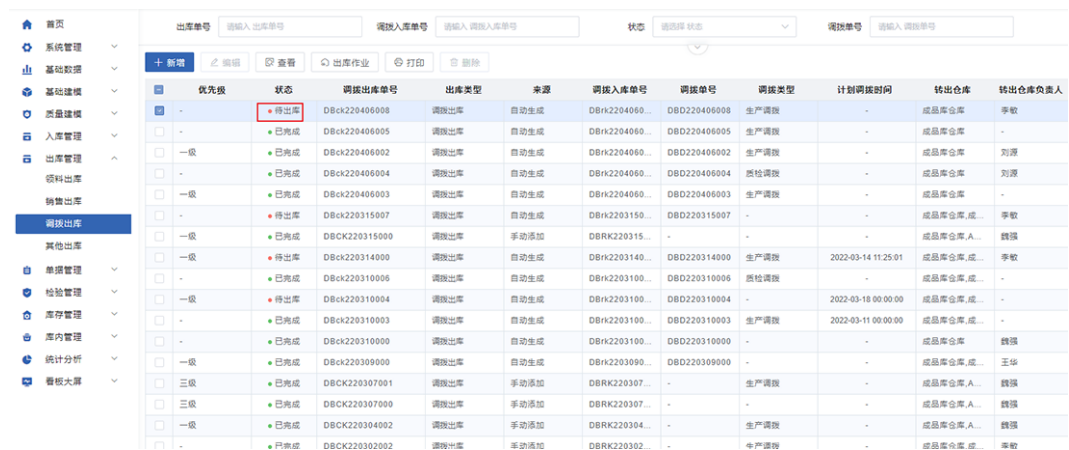 首页
系统管理
基础数据
基础建模
质量建模
入库管理
出库管理
领料出库
销售出库
调拨出库
其他出库
单据管理
检验管理
库存管理
库内管理
统计分析
看板大屏
出库单号 请输入 出库单号 调拨入库单号 请输入 调拨入库单号 状态 请选择 状态 调拨单号 请输入 调拨单号
新增 编辑 查看 出库作业 打印 删除
优先级 状态 调拨出库单号 出库类型 来源 调拨入库单号 调拨单号 调拨类型 计划调拨时间 转出仓库 转出仓库负责人
- 待出库 DBck220406008 调拨出库 自动生成 DBrk2204060... DBD220406008 生产调拨 - 成品库仓库 李敏
- 已完成 DBck220406005 调拨出库 自动生成 DBrk2204060... DBD220406005 生产调拨 - 成品库仓库 -
一级 已完成 DBck220406002 调拨出库 自动生成 DBrk2204060... DBD220406002 生产调拨 - 成品库仓库 刘源
- 已完成 DBck220406004 调拨出库 自动生成 DBrk2204060... DBD220406004 质检调拨 - 成品库仓库 刘源
一级 已完成 DBck220406003 调拨出库 自动生成 DBrk2204060... DBD220406003 生产调拨 - 成品库仓库 -
- 待出库 DBck220315007 调拨出库 自动生成 DBrk2203150... DBD220315007 - - 成品库仓库,成... 李敏
一级 已完成 DBCK220315000 调拨出库 手动添加 DBRK220315... - - - 成品库仓库,A... 魏强
一级 待出库 DBck220314000 调拨出库 自动生成 DBrk2203140... DBD220314000 生产调拨 2022-03-14 11:25:01 成品库仓库,成... 李敏
- 已完成 DBck220310006 调拨出库 自动生成 DBrk2203100... DBD220310006 质检调拨 - 成品库仓库,成... -
一级 待出库 DBck220310004 调拨出库 自动生成 DBrk2203100... DBD220310004 - 2022-03-18 00:00:00 成品库仓库,成... -
- 已完成 DBck220310003 调拨出库 自动生成 DBrk2203100... DBD220310003 生产调拨 2022-03-11 00:00:00 成品库仓库,成... -
- 已完成 DBck220310000 调拨出库 自动生成 DBrk2203100... DBD220310000 - - 成品库仓库,成... 魏强
一级 已完成 DBck220309000 调拨出库 自动生成 DBrk2203090... DBD220309000 - - 成品库仓库,成... 王华
三级 已完成 DBCK220307001 调拨出库 手动添加 DBRK220307... - 生产调拨 - 成品库仓库,A... 魏强
三级 已完成 DBCK220307000 调拨出库 手动添加 DBRK220307... - - - 成品库仓库,A... 魏强
一级 已完成 DBCK220304002 调拨出库 手动添加 DBRK220304... - 生产调拨 - 成品库仓库,A... 魏强
- 已完成 DBCK220302002 调拨出库 手动添加 DBRK220302... - 生产调拨 - 成品库仓库,成... 李敏